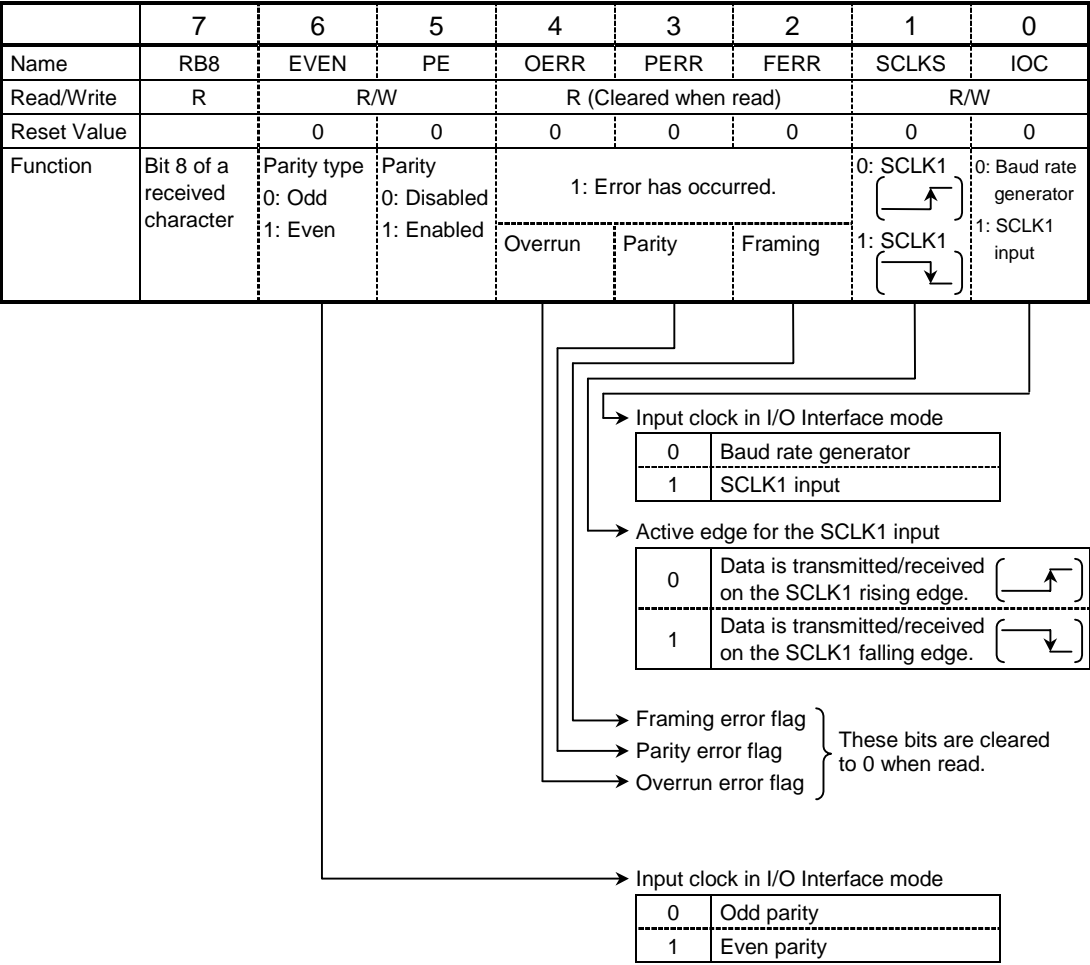 7 6 5 4 3 2 1 0
Name RB8 EVEN PE OERR PERR FERR SCLKS IOC
Read/Write R R/W R (Cleared when read) R/W
Reset Value 0 0 0 0 0 0 0
Function
Bit 8 of a
received
character
Parity type
0: Odd
1: Even
Parity
0: Disabled
1: Enabled
1: Error has occurred.
Overrun Parity Framing
0: SCLK1
1: SCLK1
0: Baud rate
generator
1: SCLK1
input
Input clock in I/O Interface mode
0 Baud rate generator
1 SCLK1 input
Active edge for the SCLK1 input
0 Data is transmitted/received
on the SCLK1 rising edge.
1 Data is transmitted/received
on the SCLK1 falling edge.
Framing error flag
Parity error flag
Overrun error flag
These bits are cleared
to 0 when read.
Input clock in I/O Interface mode
0 Odd parity
1 Even parity